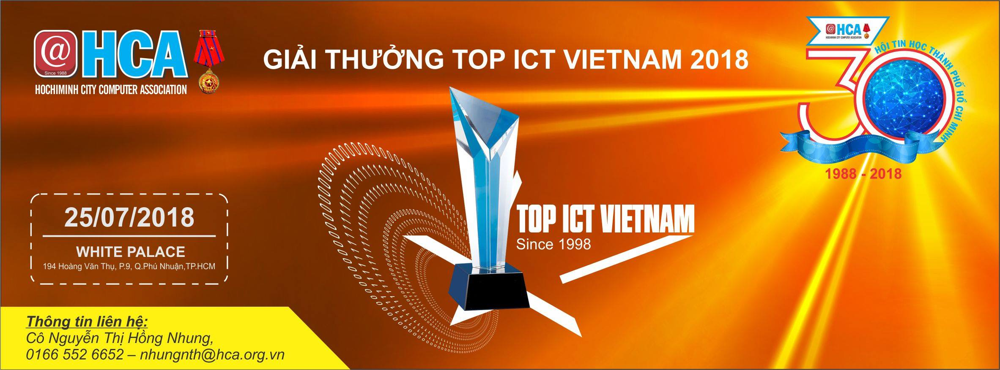 @HCA
Since 1988
HOCHIMINH CITY COMPUTER ASSOCIATION
GIẢI THƯỞNG TOP ICT VIETNAM 2018
@HCA
HOCHIMINH CITY COMPUTER ASSOCIATION
30
HỘI TIN HỌC THÀNH PHỐ HỒ CHÍ MINH
1988 - 2018
25/07/2018
WHITE PALACE
194 Hoàng Văn Thụ, P.9, Q.Phú Nhuận,TP.HCM
TOP ICT VIETNAM
Since 1998
Thông tin liên hệ:
Cô Nguyễn Thị Hồng Nhung,
0166 552 6652 – nhungnth@hca.org.vn